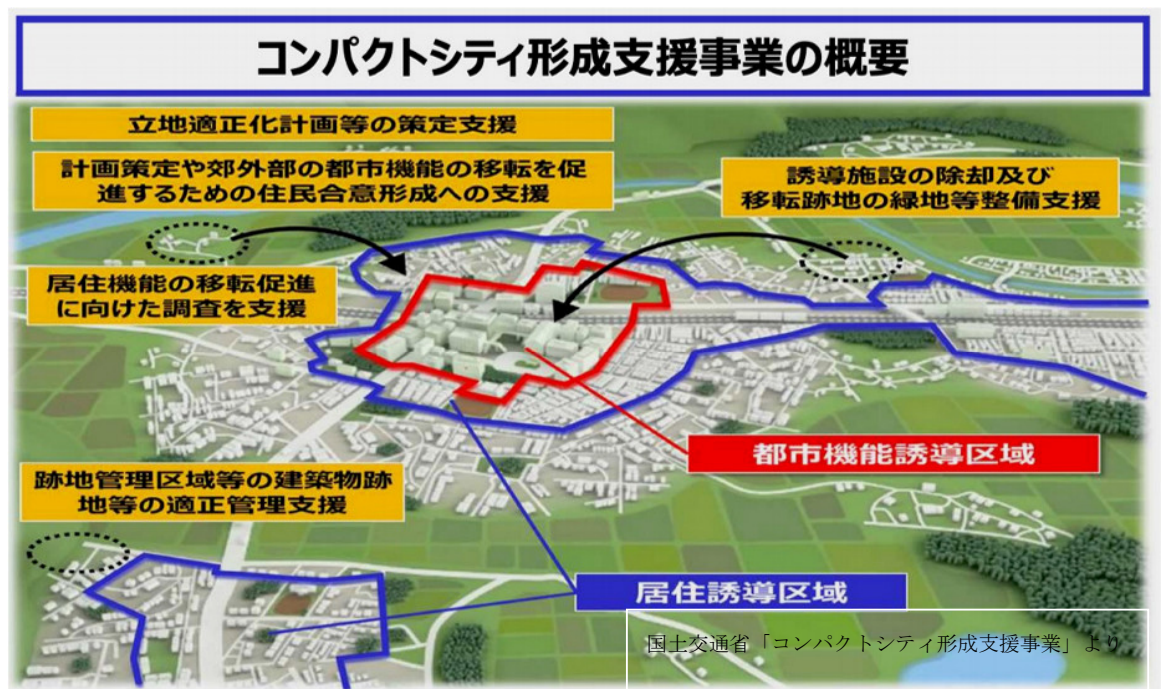 コンパクトシティ形成支援事業の概要
立地適正化計画等の策定支援
計画策定や郊外部の都市機能の移転を促
進するための住民合意形成への支援
誘導施設の除却及び
移転跡地の緑地等整備支援
居住機能の移転促進
に向けた調査を支援
都市機能誘導区域
跡地管理区域等の建築物跡
地等の適正管理支援
居住誘導区域
国土交通省「コンパクトシティ形成支援事業」より